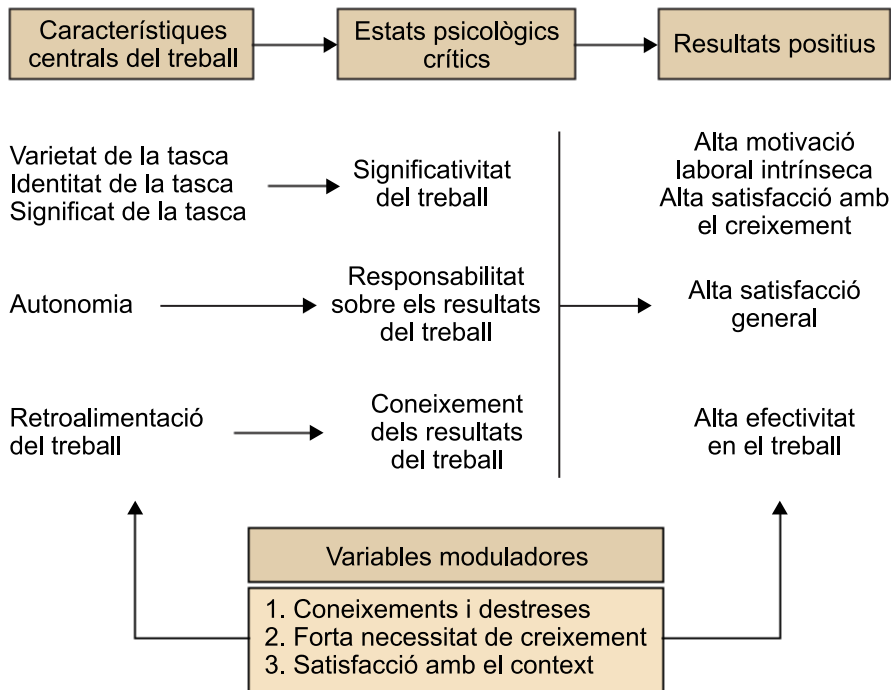 Característiques
centrals del treball
Estats psicològics
crítics
Resultats positius
Varietat de la tasca
Identitat de la tasca
Significat de la tasca
Significativitat
del treball
Alta motivació
laboral intrínseca
Alta satisfacció amb
el creixement
Autonomia
Responsabilitat
sobre els resultats
del treball
Alta satisfacció
general
Retroalimentació
del treball
Coneixement
dels resultats
del treball
Alta efectivitat
en el treball
Variables moduladores
1. Coneixements i destreses
2. Forta necessitat de creixement
3. Satisfacció amb el context